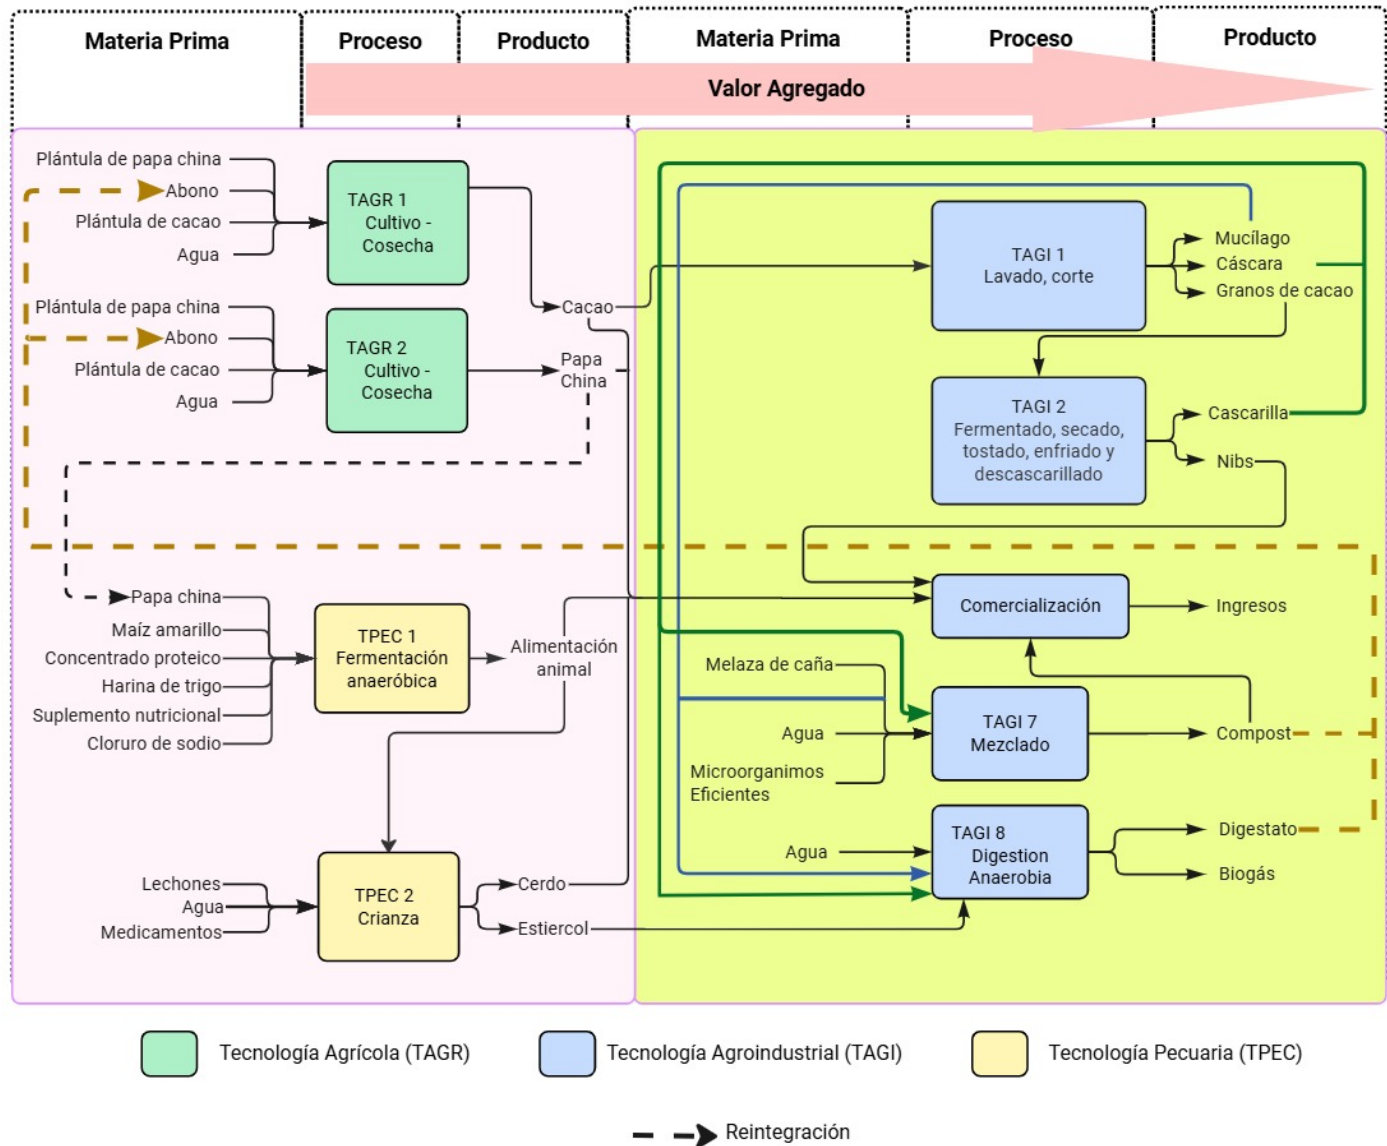 Materia Prima
Proceso
Producto
Materia Prima
Proceso
Producto
Valor Agregado
Plántula de papa china
Abono
Plántula de cacao
Agua
TAGR 1
Cultivo -
Cosecha
Plántula de papa china
Abono
Plántula de cacao
Agua
TAGR 2
Cultivo -
Cosecha
Cacao
Papa
China
Papa china
Maíz amarillo
Concentrado proteico
Harina de trigo
Suplemento nutricional
Cloruro de sodio
TPEC 1
Fermentación
anaeróbica
Alimentación
animal
Lechones
Agua
Medicamentos
TPEC 2
Crianza
Cerdo
Estiercol
TAGI 1
Lavado, corte
Mucílago
Cáscara
Granos de cacao
TAGI 2
Fermentado, secado,
tostado, enfriado y
descascarillado
Cascarilla
Nibs
Comercialización
Ingresos
Melaza de caña
Agua
Microorganimos
Eficientes
TAGI 7
Mezclado
Compost
Agua
TAGI 8
Digestion
Anaerobia
Digestato
Biogás
Tecnología Agrícola (TAGR)
Tecnología Agroindustrial (TAGI)
Tecnología Pecuaria (TPEC)
Reintegración